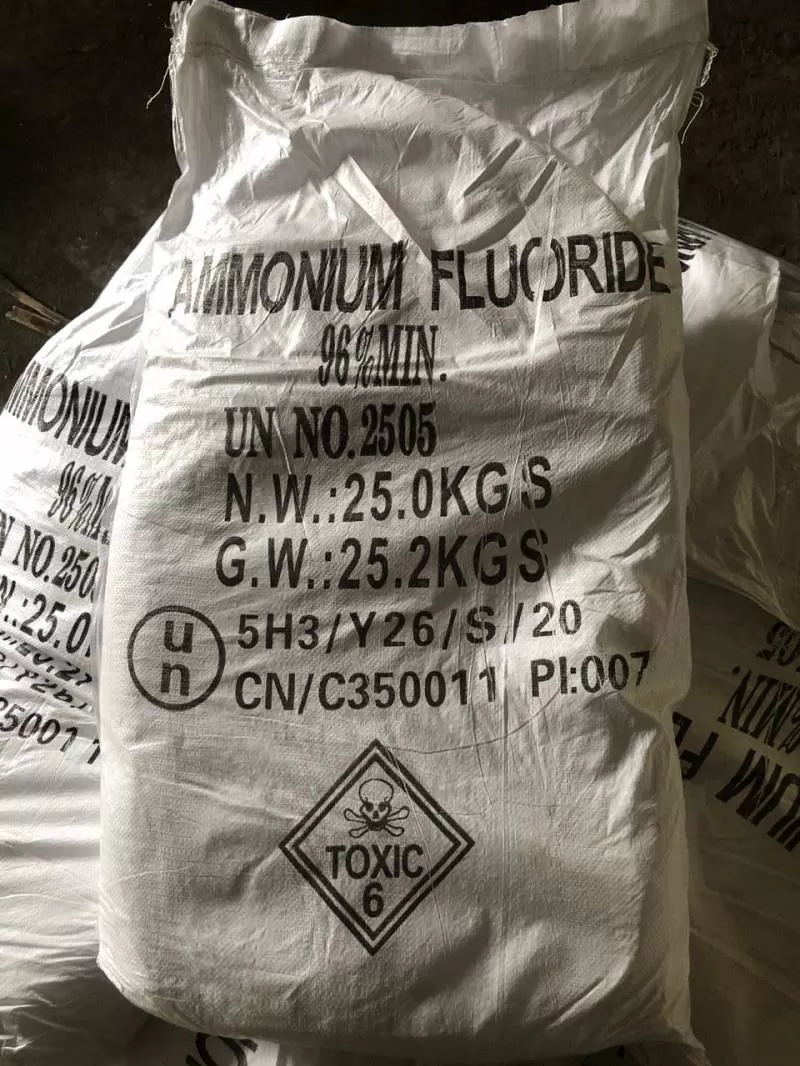 AMMONIUM FLUORIDE
96%MIN.
UN NO.2505
N.W.:25.0KGS
G.W.:25.2KGS
un
5H3/Y26/S/20
CN/C350011 PI:007
TOXIC
6